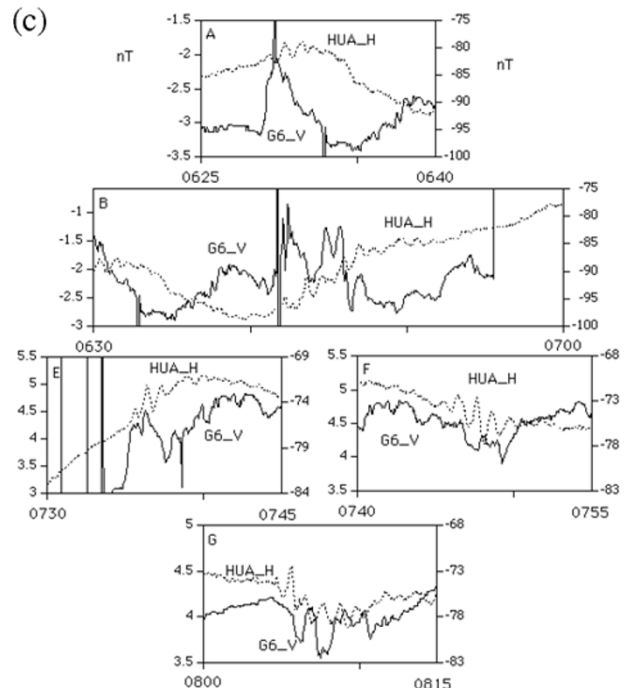 (c)
-1.5 A HUA_H -75
nT -2 -80 nT
-2.5 -85
-3 G6_V -90
-3.5 -95
-100
0625 0640
B -75
-1 HUA_H -80
-1.5 G6_V -85
-2 -90
-2.5 -95
-3 -100
0630 0700
5.5 E HUA_H -69
5 -74
4.5 G6_V
4 -79
3.5
3 -84
0730 0745
5.5 F HUA_H -68
5 -73
4.5 G6_V
4 -78
3.5 -83
0740 0755
5 G -68
4.5 HUA_H -73
4 G6_V -78
3.5 -83
0800 0815